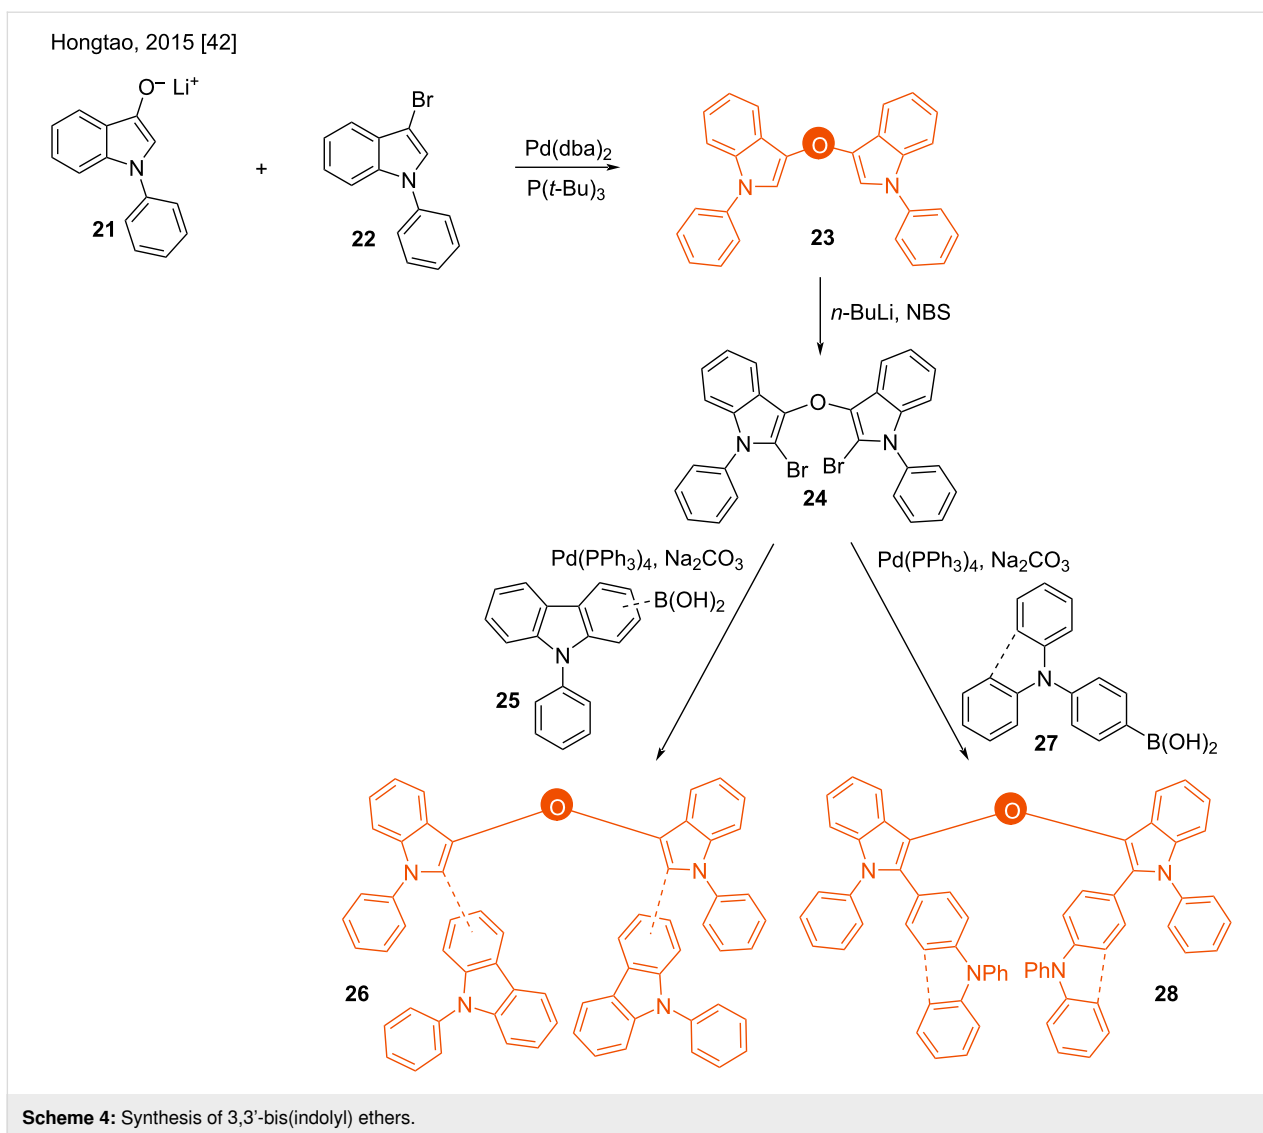 Hongtao, 2015 [42]
O– Li+
Br
N
21
+
N
22
Pd(dba)2
P(t-Bu)3
O
N
N
23
n-BuLi, NBS
O
N
Br
Br
N
24
Pd(PPh3)4, Na2CO3
Pd(PPh3)4, Na2CO3
B(OH)2
N
25
N
27
B(OH)2
O
N
N
26
N
N
O
N
N
NPh
PhN
28
Scheme 4: Synthesis of 3,3’-bis(indolyl) ethers.